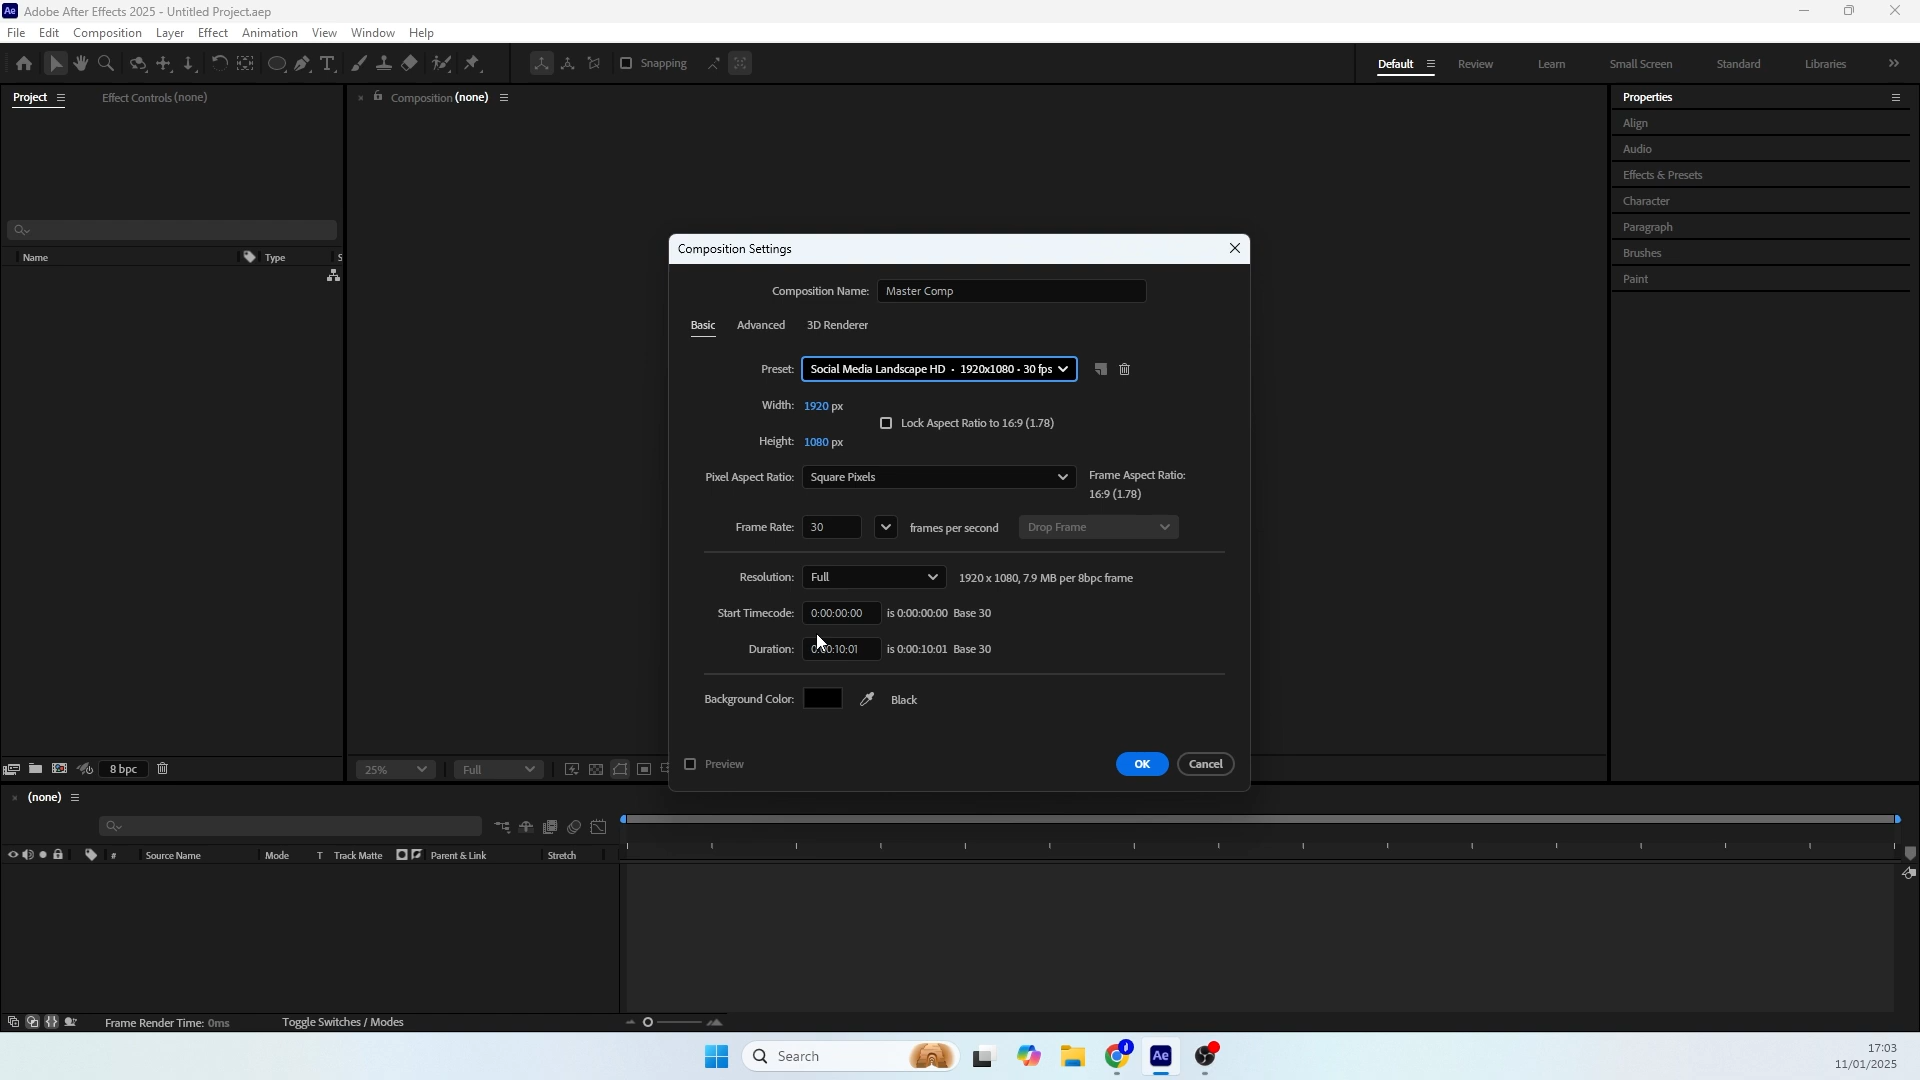 Ae Adobe After Effects 2025 - Untitled Project.aep
File Edit Composition Layer Effect Animation View Window Help
Snapping Default Review Learn Small Screen Standard Libraries
Project Effect Controls (none) Composition (none) Properties
Align
Audio
Effects & Presets
Character
Paragraph
Brushes
Paint
Name Type S
Composition Settings
Composition Name: Master Comp
Basic Advanced 3D Renderer
Preset: Social Media Landscape HD • 1920x1080 • 30 fps
Width: 1920 px
Lock Aspect Ratio to 16:9 (1.78)
Height: 1080 px
Pixel Aspect Ratio: Square Pixels Frame Aspect Ratio:
16:9 (1.78)
Frame Rate: 30 frames per second Drop Frame
Resolution: Full 1920 x 1080, 7.9 MB per 8bpc frame
Start Timecode: 0:00:00:00 is 0:00:00:00 Base 30
Duration: 0:00:10:01 is 0:00:10:01 Base 30
Background Color: Black
Preview OK Cancel
8 bpc 25% Full
(none)
# Source Name Mode T Track Matte Parent & Link Stretch
Frame Render Time: 0ms Toggle Switches / Modes
Search Ae
17:03
11/01/2025